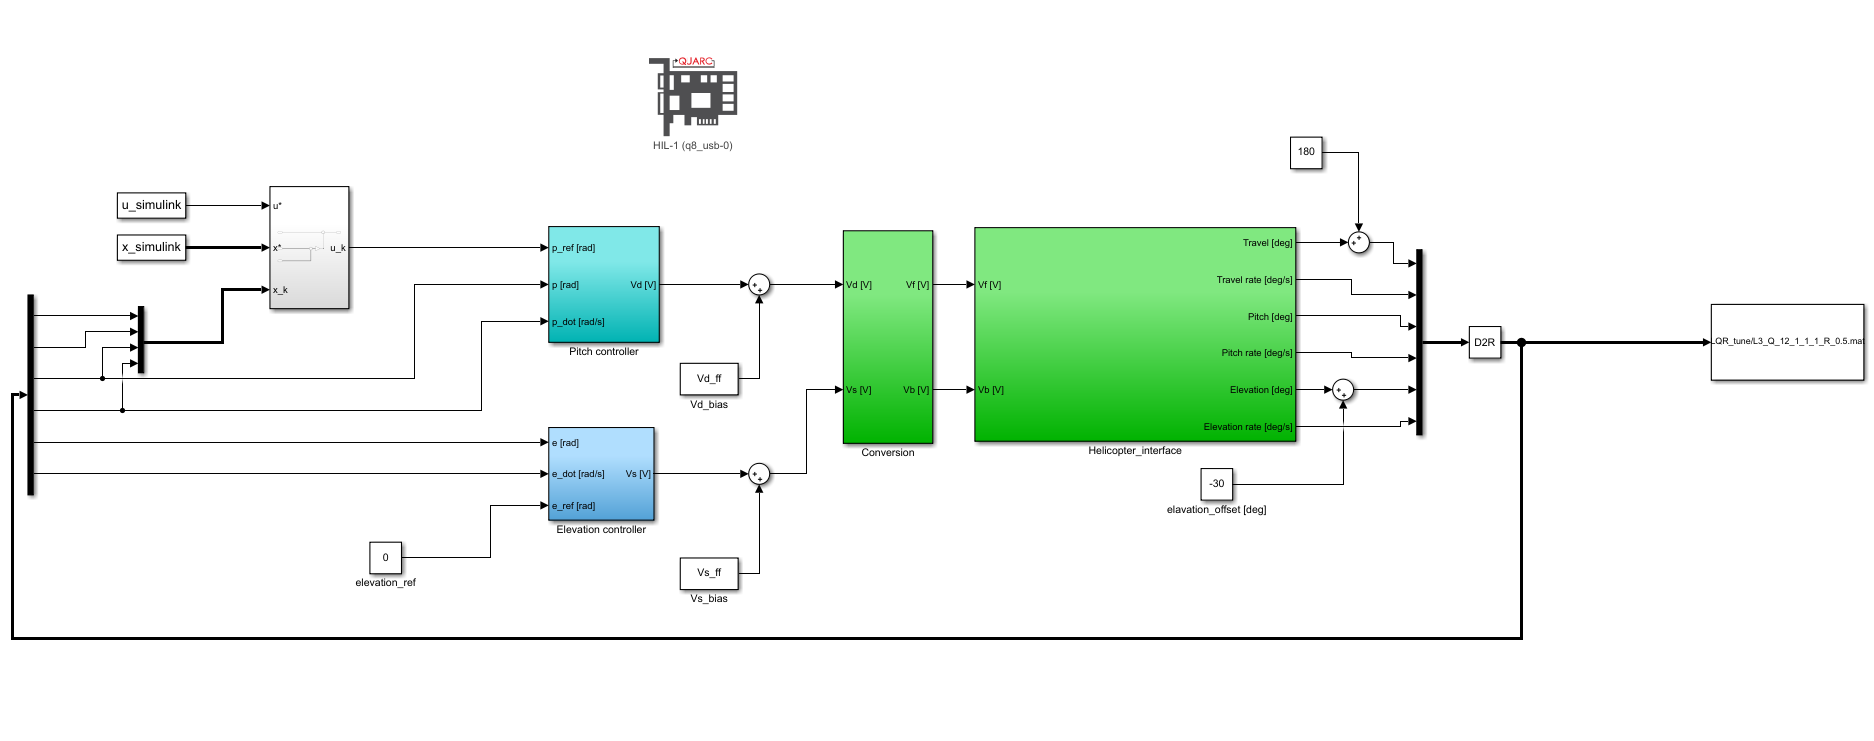 QUARC
HIL-1 (q8_usb-0)
180
u_simulink
x_simulink
u*
x*
x_k
u_k
p_ref [rad]
p [rad]
p_dot [rad/s]
Vd [V]
Pitch controller
Vd_ff
Vd_bias
e [rad]
e_dot [rad/s]
e_ref [rad]
Vs [V]
Elevation controller
0
elevation_ref
Vs_ff
Vs_bias
Vd [V]
Vs [V]
Vf [V]
Vb [V]
Conversion
Vf [V]
Vb [V]
Travel [deg]
Travel rate [deg/s]
Pitch [deg]
Pitch rate [deg/s]
Elevation [deg]
Elevation rate [deg/s]
Helicopter_interface
-30
elavation_offset [deg]
D2R
QR_tune/L3_Q_12_1_1_1_R_0.5.mat